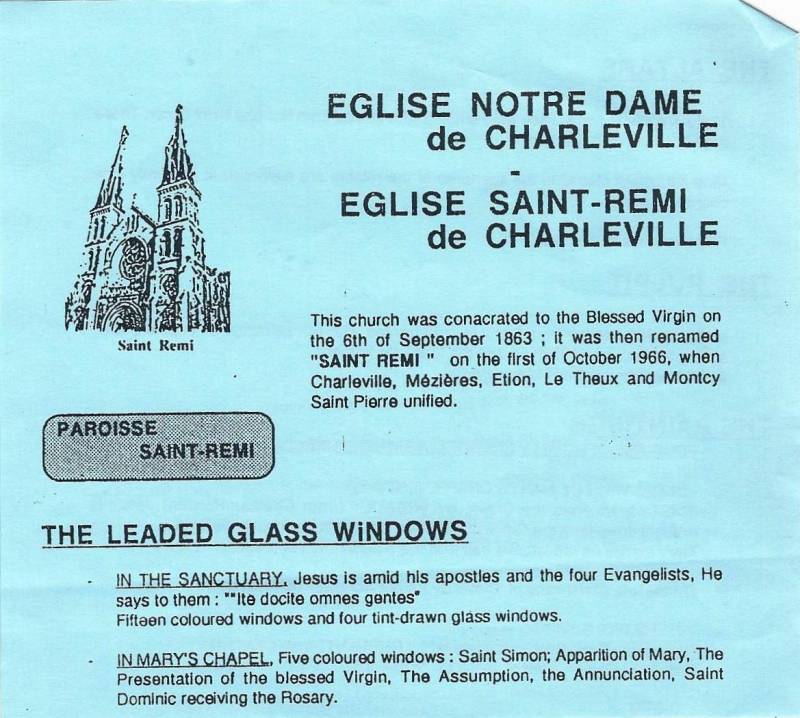 EGLISE NOTRE DAME
de CHARLEVILLE
-
EGLISE SAINT-REMI
de CHARLEVILLE
Saint Remi
This church was conacrated to the Blessed Virgin on
the 6th of September 1863 ; it was then renamed
"SAINT REMI " on the first of October 1966, when
Charleville, Mézières, Etion, Le Theux and Montcy
Saint Pierre unified.
PAROISSE
SAINT-REMI
THE LEADED GLASS WiNDOWS
- IN THE SANCTUARY, Jesus is amid his apostles and the four Evangelists, He
says to them : ""Ite docite omnes gentes"
Fifteen coloured windows and four tint-drawn glass windows.
- IN MARY'S CHAPEL, Five coloured windows : Saint Simon; Apparition of Mary, The
Presentation of the blessed Virgin, The Assumption, the Annunciation, Saint
Dominic receiving the Rosary.